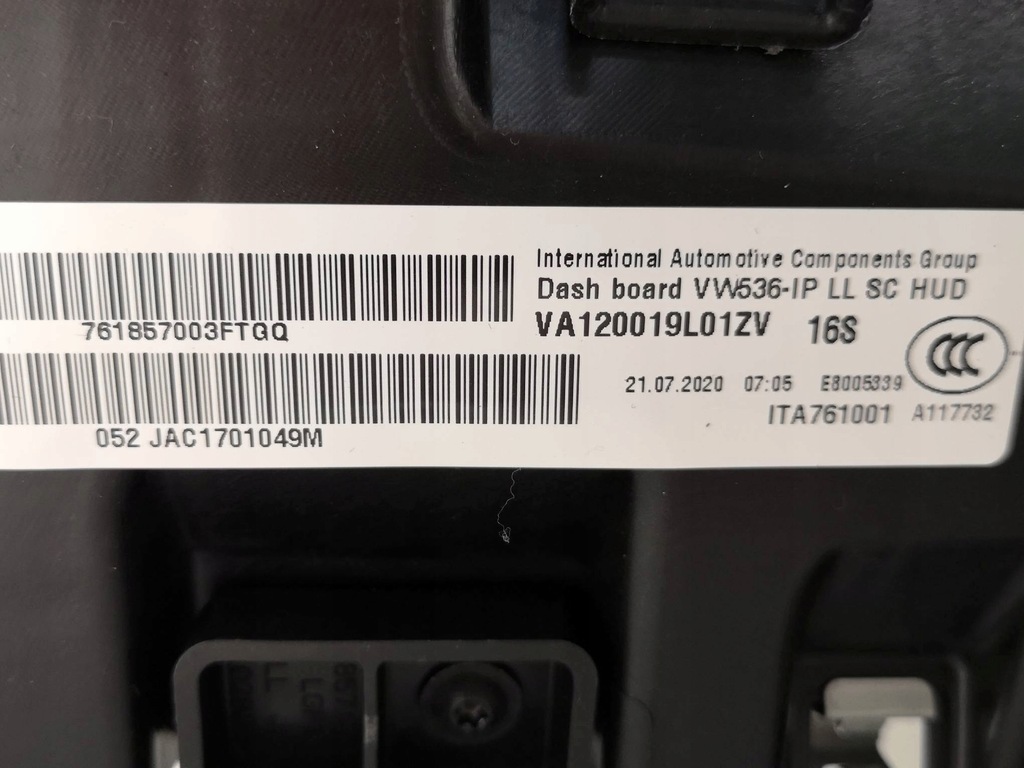 International Automotive Components Group
Dash board VW536-IP LL SC HUD
VA120019L01ZV 16S
761857003FTGQ
CCC
21.07.2020 07:05 E8005339
ITA761001 A117732
052 JAC1701049M